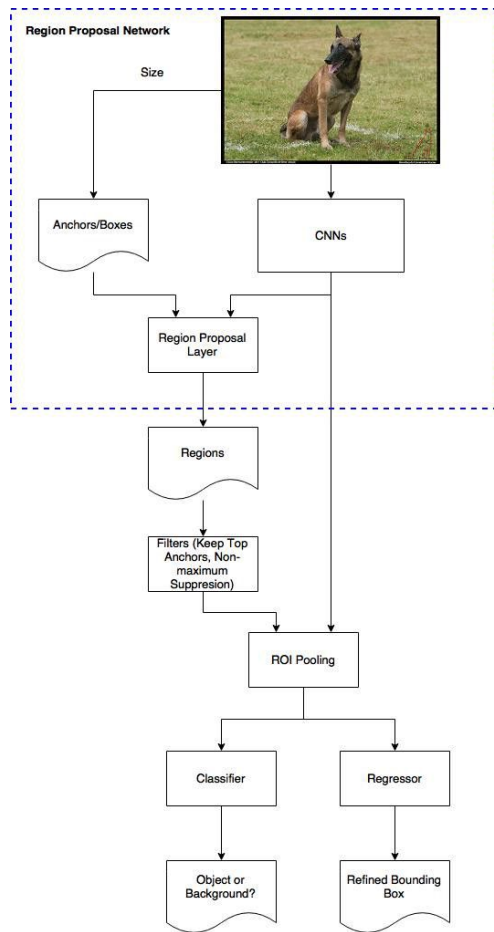 Region Proposal Network
Size
Anchors/Boxes
CNNs
Region Proposal
Layer
Regions
Filters (Keep Top
Anchors, Non-
maximum
Suppresion)
ROI Pooling
Classifier
Regressor
Object or
Background?
Refined Bounding
Box